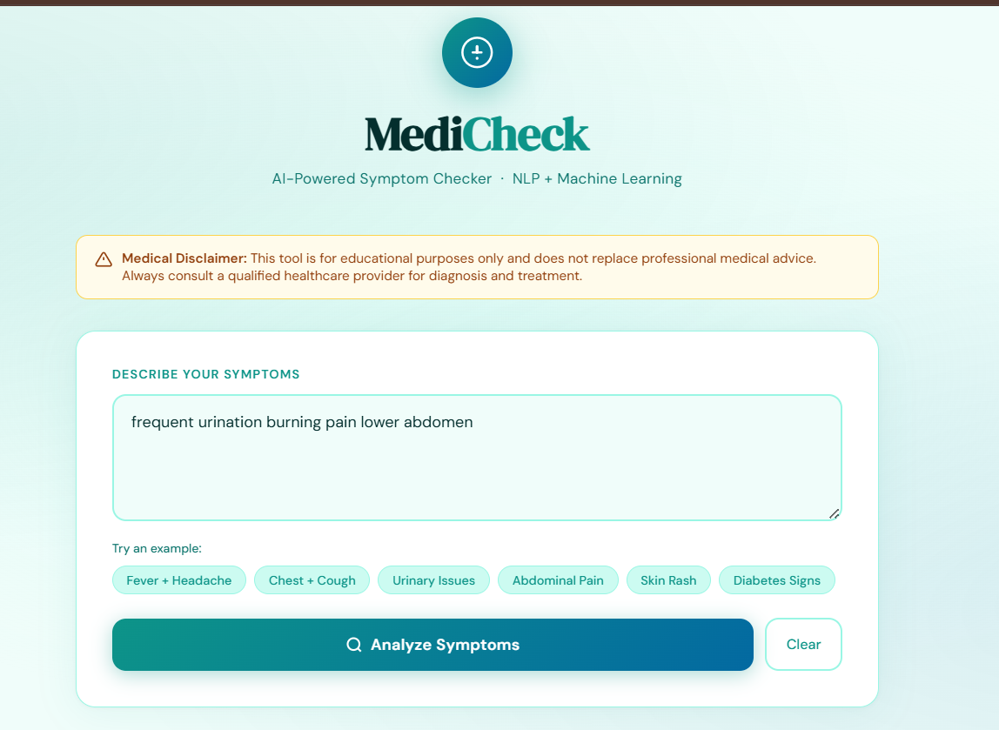 MediCheck
AI-Powered Symptom Checker · NLP + Machine Learning
Medical Disclaimer: This tool is for educational purposes only and does not replace professional medical advice.
Always consult a qualified healthcare provider for diagnosis and treatment.
DESCRIBE YOUR SYMPTOMS
frequent urination burning pain lower abdomen
Try an example:
Fever + Headache Chest + Cough Urinary Issues Abdominal Pain Skin Rash Diabetes Signs
Analyze Symptoms Clear